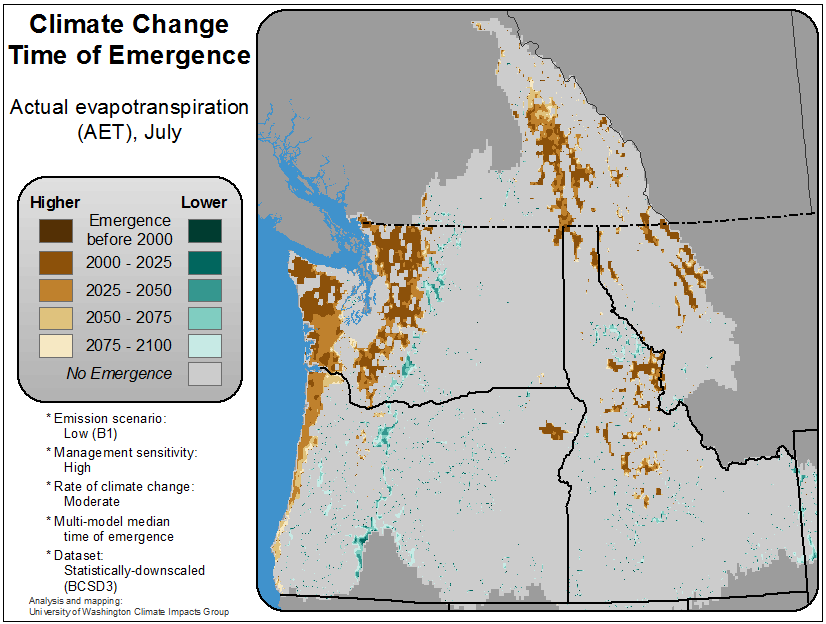 Climate Change
Time of Emergence
Actual evapotranspiration
(AET), July
Higher Lower
Emergence
before 2000
2000 - 2025
2025 - 2050
2050 - 2075
2075 - 2100
No Emergence
* Emission scenario:
Low (B1)
* Management sensitivity:
High
* Rate of climate change:
Moderate
* Multi-model median
time of emergence
* Dataset:
Statistically-downscaled
(BCSD3)
Analysis and mapping:
University of Washington Climate Impacts Group